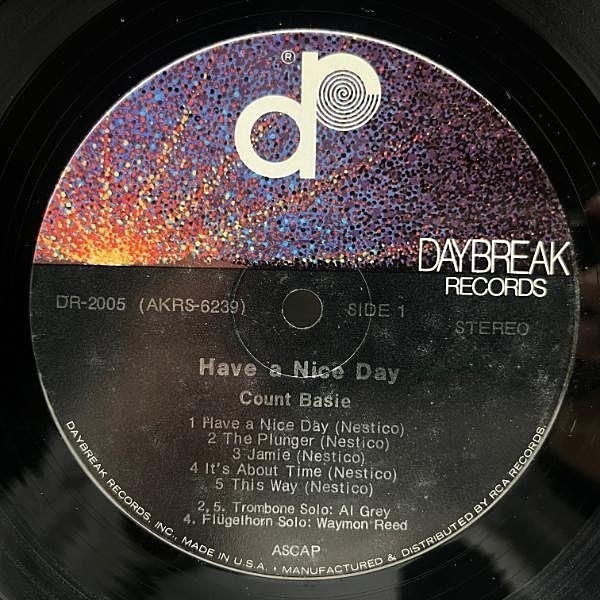 dp ®
DAYBREAK
RECORDS
DR-2005 (AKRS-6239)
SIDE 1
STEREO
Have a Nice Day
Count Basie
1 Have a Nice Day (Nestico)
2 The Plunger (Nestico)
3 Jamie (Nestico)
4 It's About Time (Nestico)
5 This Way (Nestico)
2, 5. Trombone Solo: Al Grey
4. Flugelhorn Solo: Waymon Reed
ASCAP
DAYBREAK RECORDS, INC., MADE IN U.S.A. • MANUFACTURED & DISTRIBUTED BY RCA RECORDS.